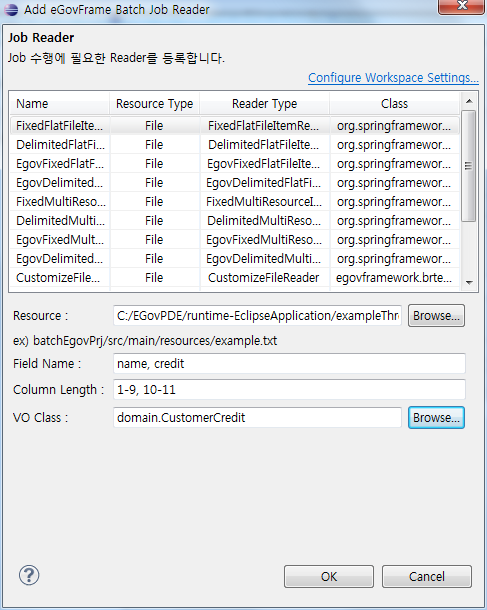 Add eGovFrame Batch Job Reader
Job Reader
Job 수행에 필요한 Reader를 등록합니다.
Configure Workspace Settings...
Name Resource Type Reader Type Class
FixedFlatFileIte... File FixedFlatFileItemRe... org.springframewor...
DelimitedFlatFi... File DelimitedFlatFileIte... org.springframewor...
EgovFixedFlatF... File EgovFixedFlatFileIte... org.springframewor...
EgovDelimited... File EgovDelimitedFlatFi... org.springframewor...
FixedMultiReso... File FixedMultiResourceI... org.springframewor...
DelimitedMulti... File DelimitedMultiReso... org.springframewor...
EgovFixedMult... File EgovFixedMultiReso... org.springframewor...
EgovDelimited... File EgovDelimitedMulti... org.springframewor...
CustomizeFile... File CustomizeFileReader egovframework.brte...
Resource : C:/EGovPDE/runtime-EclipseApplication/exampleThr Browse...
ex) batchEgovPrj/src/main/resources/example.txt
Field Name : name, credit
Column Length : 1-9, 10-11
VO Class : domain.CustomerCredit Browse...
? OK Cancel